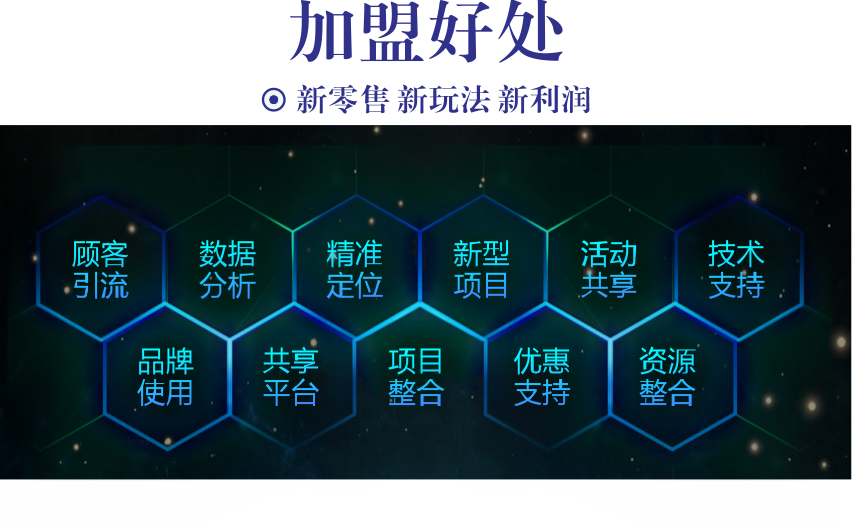 加盟好处
新零售 新玩法 新利润
顾客
引流
数据
分析
精准
定位
新型
项目
活动
共享
技术
支持
品牌
使用
共享
平台
项目
整合
优惠
支持
资源
整合